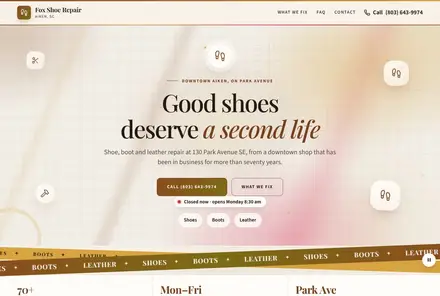 Fox Shoe Repair
AIKEN, SC
WHAT WE FIX
FAQ
CONTACT
Call (803) 643-9774
DOWNTOWN AIKEN, ON PARK AVENUE
Good shoes
deserve a second life
Shoe, boot and leather repair at 130 Park Avenue SE, from a downtown shop that has
been in business for more than seventy years.
CALL (803) 643-9774
WHAT WE FIX
Closed now · opens Monday 8:30 am
Shoes
Boots
Leather
BOOTS LEATHER
SHOES BOOTS LEATHER
SHOES BOOTS LEATHER SHOES BOOTS LEATHER SHOES
70+
Mon–Fri
Park Ave